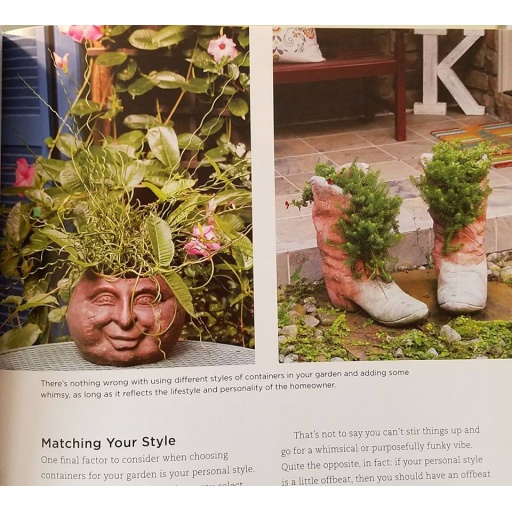 K
There's nothing wrong with using different styles of containers in your garden and adding some
whimsy, as long as it reflects the lifestyle and personality of the homeowner.
Matching Your Style
One final factor to consider when choosing
containers for your garden is your personal style.
select
That's not to say you can't stir things up and
go for a whimsical or purposefully funky vibe.
Quite the opposite, in fact: if your personal style
is a little offbeat, then you should have an offbeat